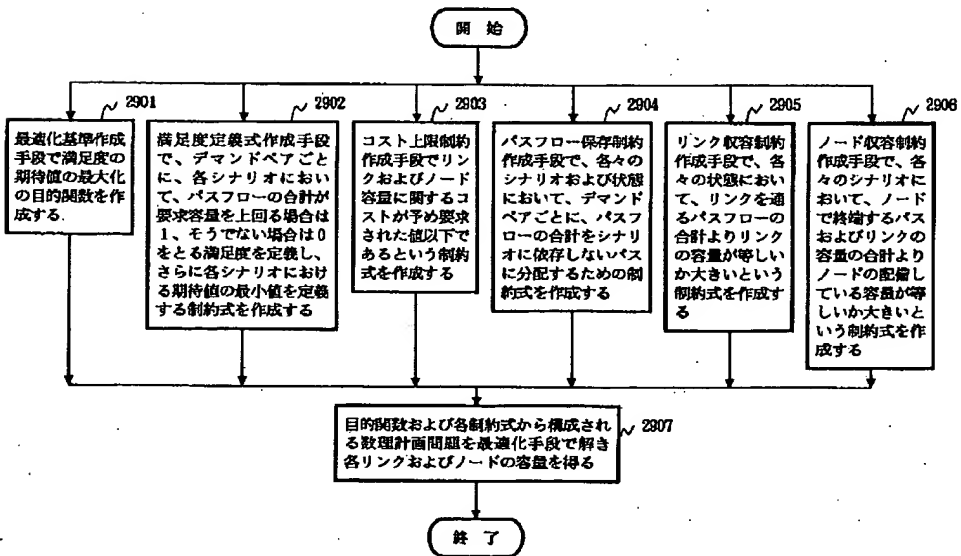 開始
2901
最適化基準作成
手段で満足度の
期待値の最大化
の目的関数を作
成する.
2902
満足度定義式作成手段
で、デマンドペアごと
に、各シナリオにおい
て、パスフローの合計が
要求容量を上回る場合は
1、そうでない場合は0
をとる満足度を定義し、
さらに各シナリオにおけ
る期待値の最小値を定義
する制約式を作成する
2903
コスト上限制約
作成手段でリン
クおよびノード
容量に関するコ
ストが予め要求
された値以下で
あるという制約
式を作成する
2904
パスフロー保存制約
作成手段で、各々の
シナリオおよび状態
において、デマンド
ペアごとに、パスフ
ローの合計をシナリ
オに依存しないパス
に分配するための制
約式を作成する
2905
リンク収容制約
作成手段で、各
々の状態におい
て、リンクを通
るパスフローの
合計よりリンク
の容量が等しい
か大きいという
制約式を作成す
る
2906
ノード収容制約
作成手段で、各
々のシナリオに
おいて、ノード
で終端するパス
およびリンクの
容量の合計より
ノードの配備し
ている容量が等
しいか大きいと
いう制約式を作
成する
目的関数および各制約式から構成され
る数理計画問題を最適化手段で解き
各リンクおよびノードの容量を得る
2907
終了